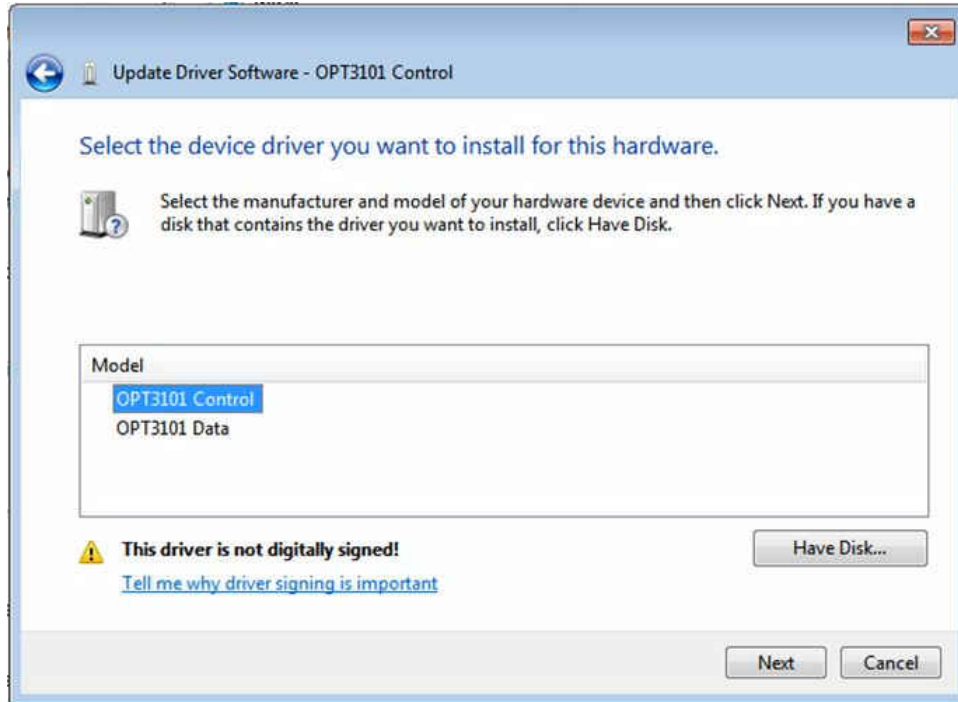 Update Driver Software - OPT3101 Control
Select the device driver you want to install for this hardware.
Select the manufacturer and model of your hardware device and then click Next. If you have a
disk that contains the driver you want to install, click Have Disk.
Model
OPT3101 Control
OPT3101 Data
This driver is not digitally signed!
Have Disk...
Tell me why driver signing is important
Next
Cancel